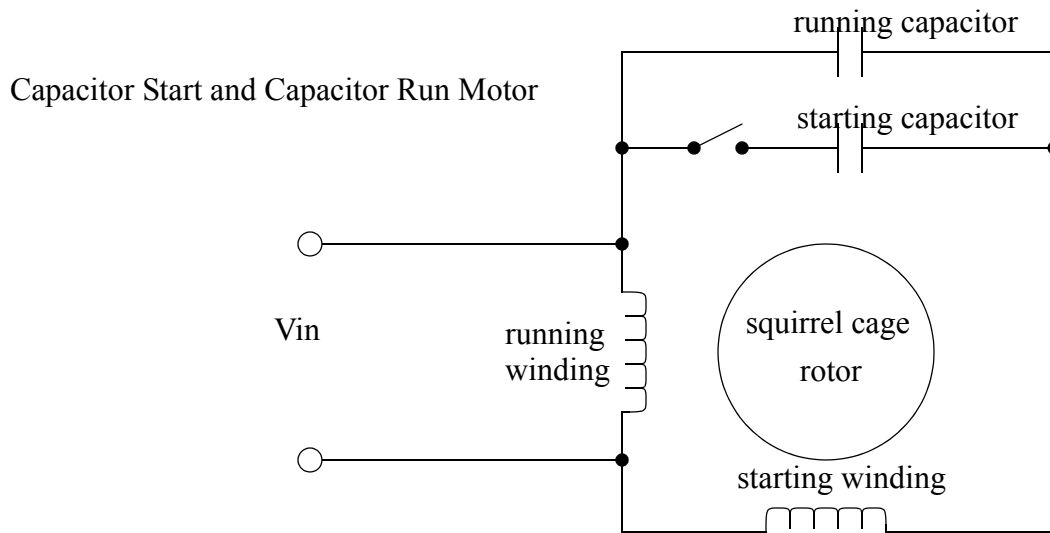 running capacitor
Capacitor Start and Capacitor Run Motor
starting capacitor
Vin
running
winding
squirrel cage
rotor
starting winding